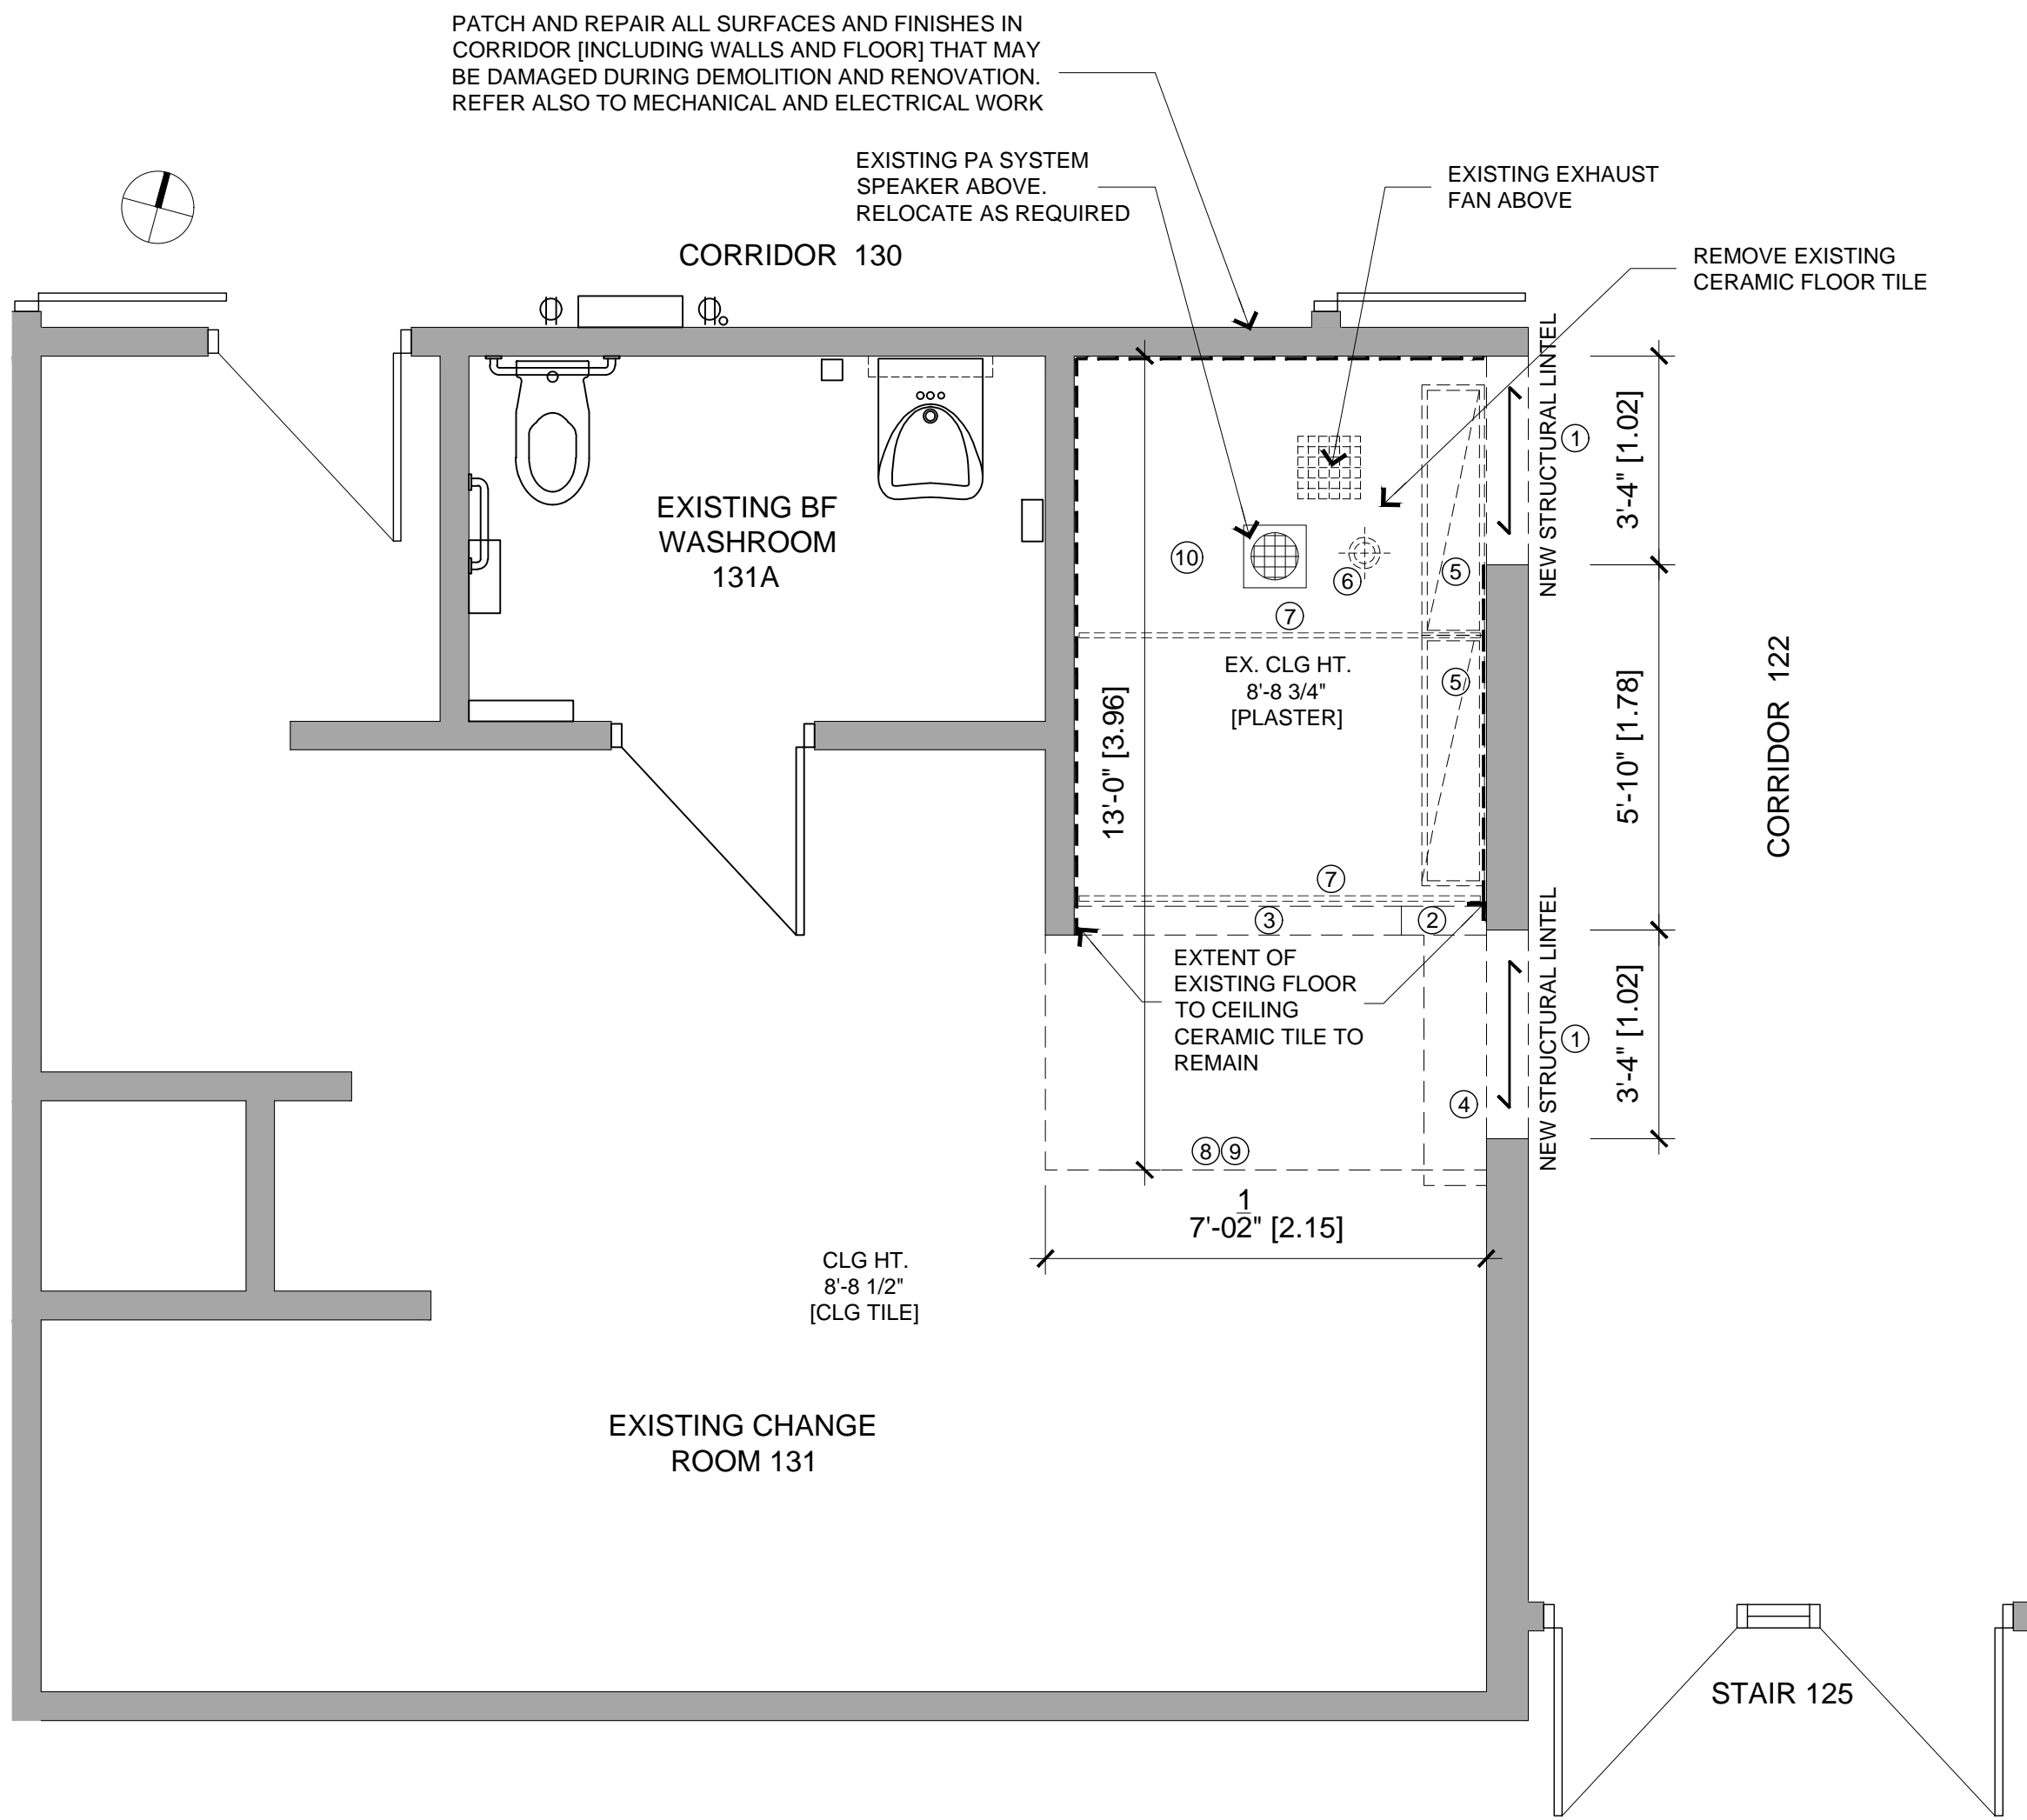 PATCH AND REPAIR ALL SURFACES AND FINISHES IN
CORRIDOR [INCLUDING WALLS AND FLOOR] THAT MAY
BE DAMAGED DURING DEMOLITION AND RENOVATION.
REFER ALSO TO MECHANICAL AND ELECTRICAL WORK
EXISTING PA SYSTEM
SPEAKER ABOVE.
RELOCATE AS REQUIRED
EXISTING EXHAUST
FAN ABOVE
REMOVE EXISTING
CERAMIC FLOOR TILE
CORRIDOR 130
NEW STRUCTURAL LINTEL
1
3'-4" [1.02]
EXISTING BF
WASHROOM
131A
10
6
5
7
EX. CLG HT.
8'-8 3/4"
[PLASTER]
5
13'-0" [3.96]
5'-10" [1.78]
CORRIDOR 122
7
3
2
EXTENT OF
EXISTING FLOOR
TO CEILING
CERAMIC TILE TO
REMAIN
NEW STRUCTURAL LINTEL
1
3'-4" [1.02]
4
8 9
7'-0 1/2" [2.15]
CLG HT.
8'-8 1/2"
[CLG TILE]
EXISTING CHANGE
ROOM 131
STAIR 125